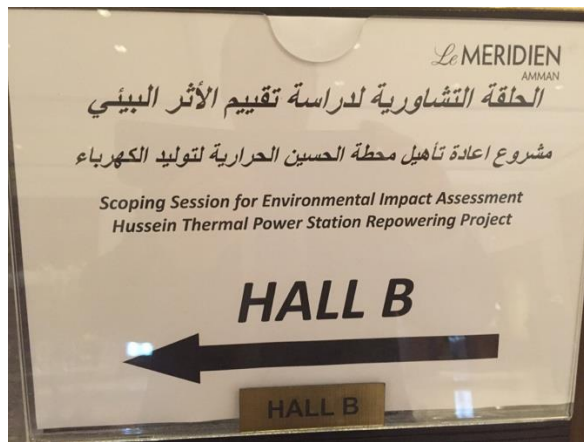 Le MERIDIEN
AMMAN
الحلقة التشاورية لدراسة تقييم الأثر البيئي
مشروع اعادة تأهيل محطة الحسين الحرارية لتوليد الكهرباء
Scoping Session for Environmental Impact Assessment
Hussein Thermal Power Station Repowering Project
HALL B
HALL B